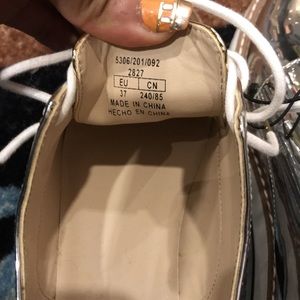 5306/201/092
2827
EU CN
37 240/85
MADE IN CHINA
HECHO EN CHINA